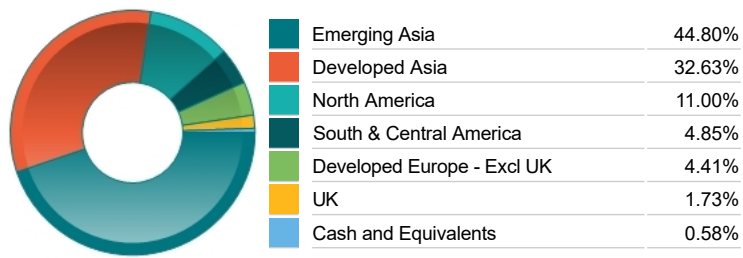 Emerging Asia 44.80%
Developed Asia 32.63%
North America 11.00%
South & Central America 4.85%
Developed Europe - Excl UK 4.41%
UK 1.73%
Cash and Equivalents 0.58%